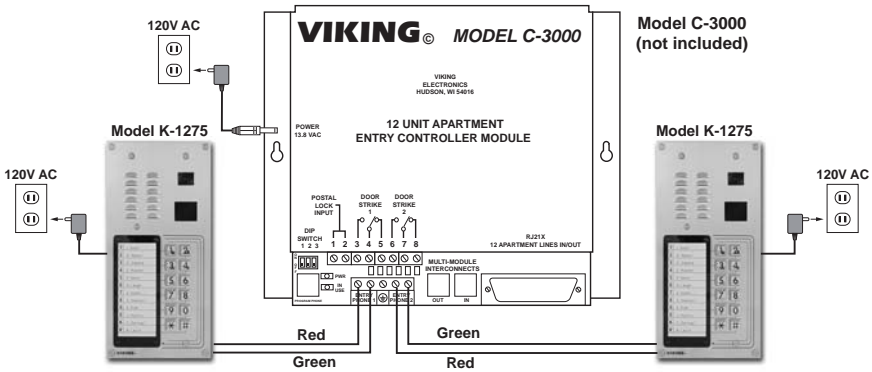 120V AC
VIKING© MODEL C-3000
Model C-3000
(not included)
VIKING
ELECTRONICS
HUDSON, WI 54016
POWER
13.8 VAC
12 UNIT APARTMENT
ENTRY CONTROLLER MODULE
Model K-1275
Model K-1275
120V AC
120V AC
POSTAL
LOCK
INPUT
DOOR
STRIKE
1
DOOR
STRIKE
2
DIP
SWITCH
1 2 3
1 2 3 4 5 6 7 8
RJ21X
12 APARTMENT LINES IN/OUT
MULTI-MODULE
INTERCONNECTS
OUT IN
PWR
IN
USE
ENTRY
PHONE 1
ENTRY
PHONE 2
Red
Green
Green
Red
VIKING
VIKING